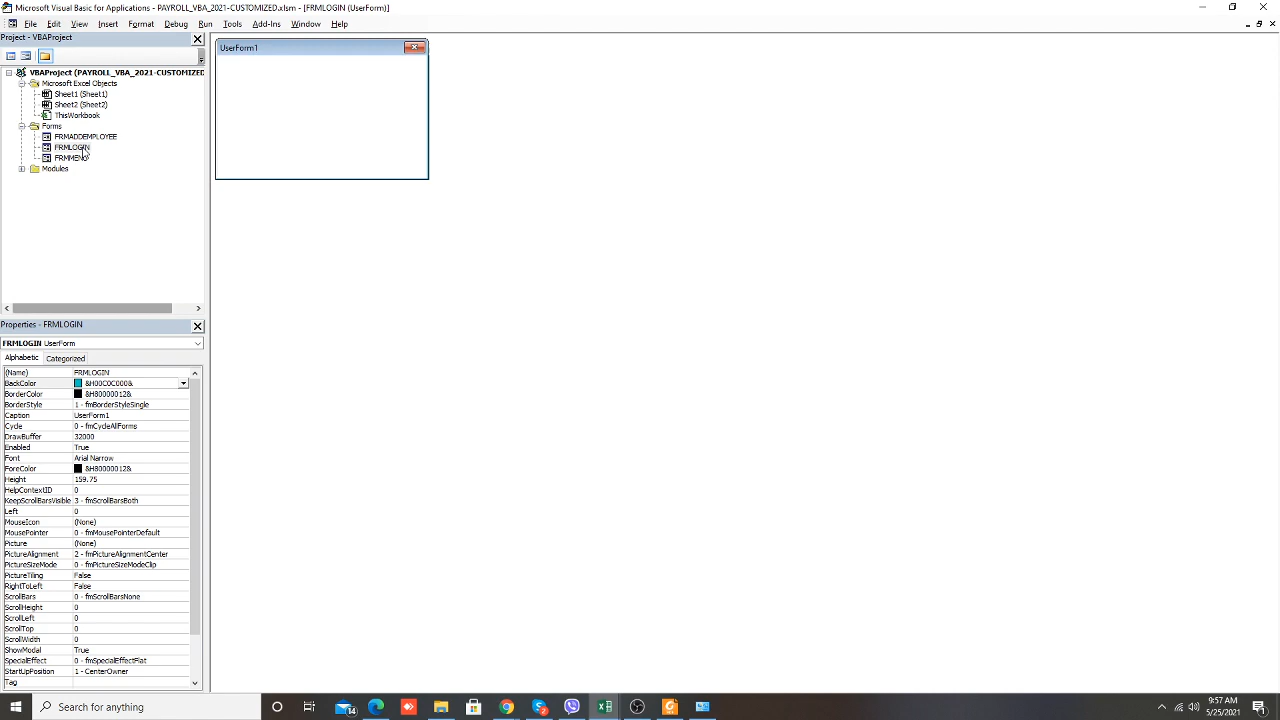 Microsoft Visual Basic for Applications - PAYROLL_VBA_2021-CUSTOMIZED.xlsm - [FRMLOGIN (UserForm)]
File Edit View Insert Format Debug Run Tools Add-Ins Window Help
Project - VBAProject
VBAProject (PAYROLL_VBA_2021-CUSTOMIZED
Microsoft Excel Objects
Sheet1 (Sheet1)
Sheet2 (Sheet2)
ThisWorkbook
Forms
FRMADDEMPLOYEE
FRMLOGIN
FRMMENU
Modules
UserForm1
Properties - FRMLOGIN
FRMLOGIN UserForm
Alphabetic Categorized
(Name) FRMLOGIN
BackColor &H00C0C000&
BorderColor &H80000012&
BorderStyle 1 - fmBorderStyleSingle
Caption UserForm1
Cycle 0 - fmCycleAllForms
DrawBuffer 32000
Enabled True
Font Arial Narrow
ForeColor &H80000012&
Height 159.75
HelpContextID 0
KeepScrollBarsVisible 3 - fmScrollBarsBoth
Left 0
MouseIcon (None)
MousePointer 0 - fmMousePointerDefault
Picture (None)
PictureAlignment 2 - fmPictureAlignmentCenter
PictureSizeMode 0 - fmPictureSizeModeClip
PictureTiling False
RightToLeft False
ScrollBars 0 - fmScrollBarsNone
ScrollHeight 0
ScrollLeft 0
ScrollTop 0
ScrollWidth 0
ShowModal True
SpecialEffect 0 - fmSpecialEffectFlat
StartUpPosition 1 - CenterOwner
Tag
Search for anything
14
2
9:57 AM
5/25/2021